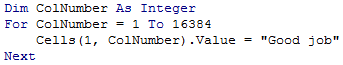 Dim ColNumber As Integer
For ColNumber = 1 To 16384
    Cells(1, ColNumber).Value = "Good job"
Next